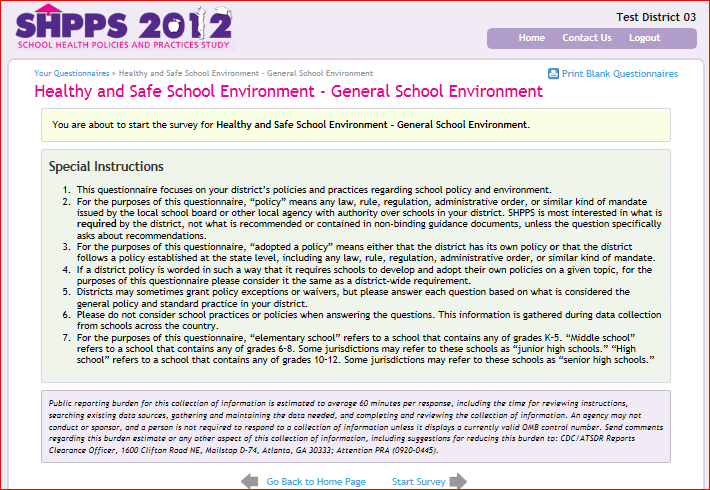 SHPPS 2012
SCHOOL HEALTH POLICIES AND PRACTICES STUDY
Test District 03
Home Contact Us Logout
Your Questionnaires > Healthy and Safe School Environment - General School Environment
Print Blank Questionnaires
Healthy and Safe School Environment - General School Environment
You are about to start the survey for Healthy and Safe School Environment - General School Environment.
Special Instructions
1. This questionnaire focuses on your district's policies and practices regarding school policy and environment.
2. For the purposes of this questionnaire, “policy” means any law, rule, regulation, administrative order, or similar kind of mandate
issued by the local school board or other local agency with authority over schools in your district. SHPPS is most interested in what is
required by the district, not what is recommended or contained in non-binding guidance documents, unless the question specifically
asks about recommendations.
3. For the purposes of this questionnaire, “adopted a policy” means either that the district has its own policy or that the district
follows a policy established at the state level, including any law, rule, regulation, administrative order, or similar kind of mandate.
4. If a district policy is worded in such a way that it requires schools to develop and adopt their own policies on a given topic, for the
purposes of this questionnaire please consider it the same as a district-wide requirement.
5. Districts may sometimes grant policy exceptions or waivers, but please answer each question based on what is considered the
general policy and standard practice in your district.
6. Please do not consider school practices or policies when answering the questions. This information is gathered during data collection
from schools across the country.
7. For the purposes of this questionnaire, “elementary school” refers to a school that contains any of grades K-5. “Middle school”
refers to a school that contains any of grades 6-8. Some jurisdictions may refer to these schools as “junior high schools.” “High
school” refers to a school that contains any of grades 10-12. Some jurisdictions may refer to these schools as “senior high schools.”
Public reporting burden for this collection of information is estimated to average 60 minutes per response, including the time for reviewing instructions,
searching existing data sources, gathering and maintaining the data needed, and completing and reviewing the collection of information. An agency may not
conduct or sponsor, and a person is not required to respond to a collection of information unless it displays a currently valid OMB control number. Send comments
regarding this burden estimate or any other aspect of this collection of information, including suggestions for reducing this burden to: CDC/ATSDR Reports
Clearance Officer, 1600 Clifton Road NE, Mailstop D-74, Atlanta, GA 30333; Attention PRA (0920-0445).
Go Back to Home Page Start Survey